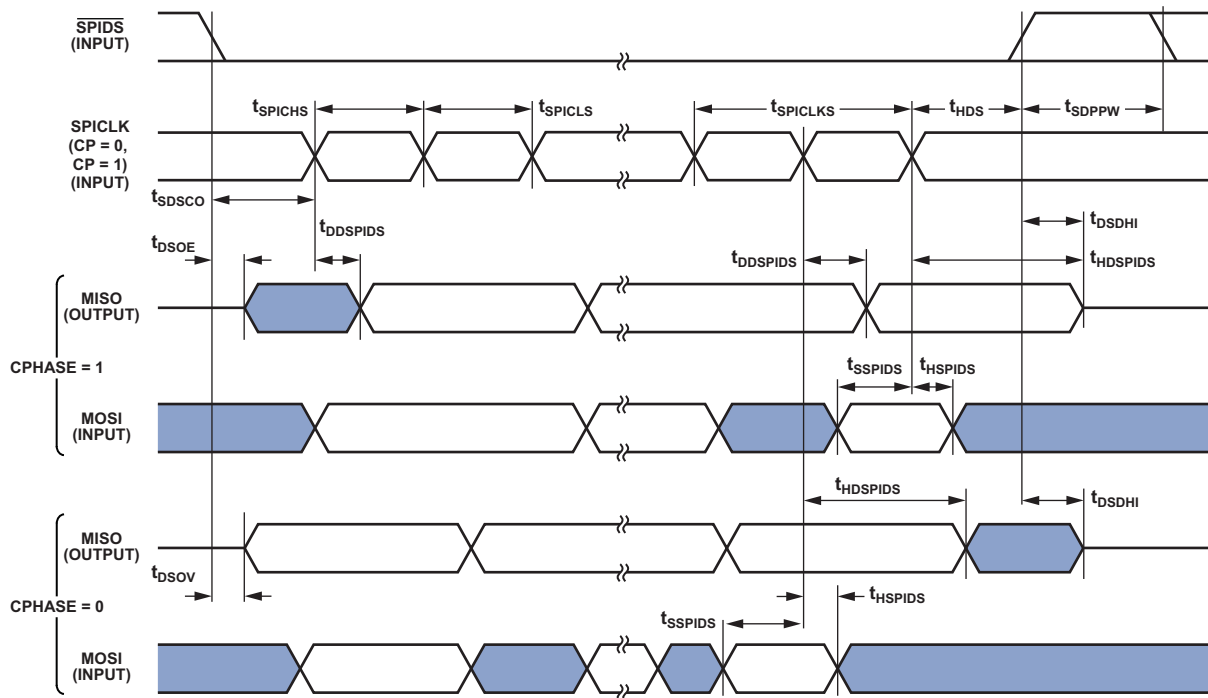 SPIDS
(INPUT)
tSPICHS
tSPICLS
tSPICLKS
tHDS
tSDPPW
SPICLK
(CP = 0,
CP = 1)
(INPUT)
tSDSCO
tDSOE
tDDSPIDS
tDDSPIDS
tDSDHI
tHDSPIDS
MISO
(OUTPUT)
CPHASE = 1
tSSPIDS
tHSPIDS
MOSI
(INPUT)
tHDSPIDS
tDSDHI
MISO
(OUTPUT)
tDSOV
CPHASE = 0
tHSPIDS
tSSPIDS
MOSI
(INPUT)